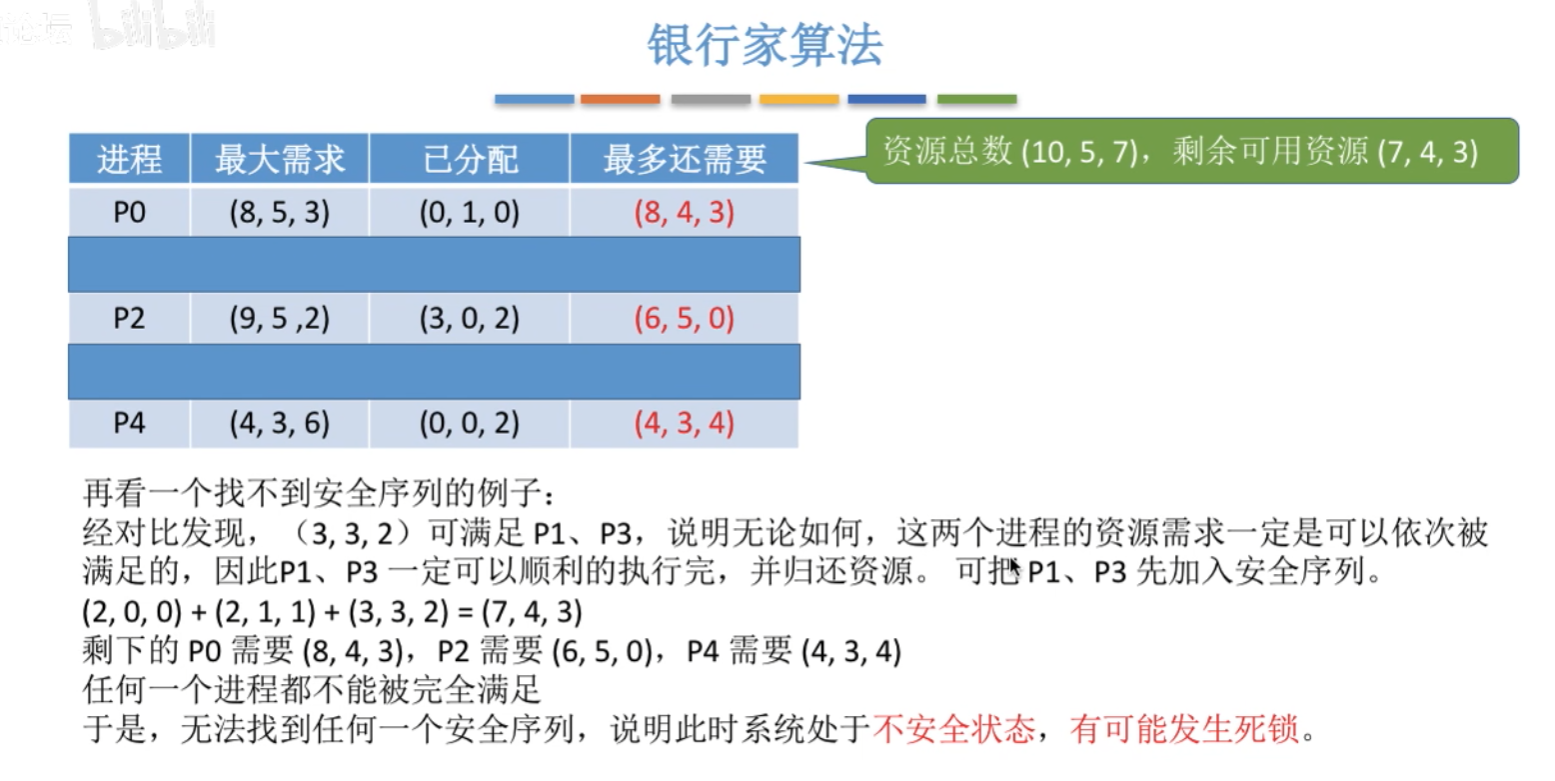 论坛 bilibili
银行家算法
进程 最大需求 已分配 最多还需要
资源总数 (10, 5, 7)，剩余可用资源 (7, 4, 3)
P0 (8, 5, 3) (0, 1, 0) (8, 4, 3)
P2 (9, 5 ,2) (3, 0, 2) (6, 5, 0)
P4 (4, 3, 6) (0, 0, 2) (4, 3, 4)
再看一个找不到安全序列的例子：
经对比发现，（3, 3, 2）可满足 P1、P3，说明无论如何，这两个进程的资源需求一定是可以依次被
满足的，因此P1、P3 一定可以顺利的执行完，并归还资源。 可把 P1、P3 先加入安全序列。
(2, 0, 0) + (2, 1, 1) + (3, 3, 2) = (7, 4, 3)
剩下的 P0 需要 (8, 4, 3)，P2 需要 (6, 5, 0)，P4 需要 (4, 3, 4)
任何一个进程都不能被完全满足
于是，无法找到任何一个安全序列，说明此时系统处于不安全状态，有可能发生死锁。